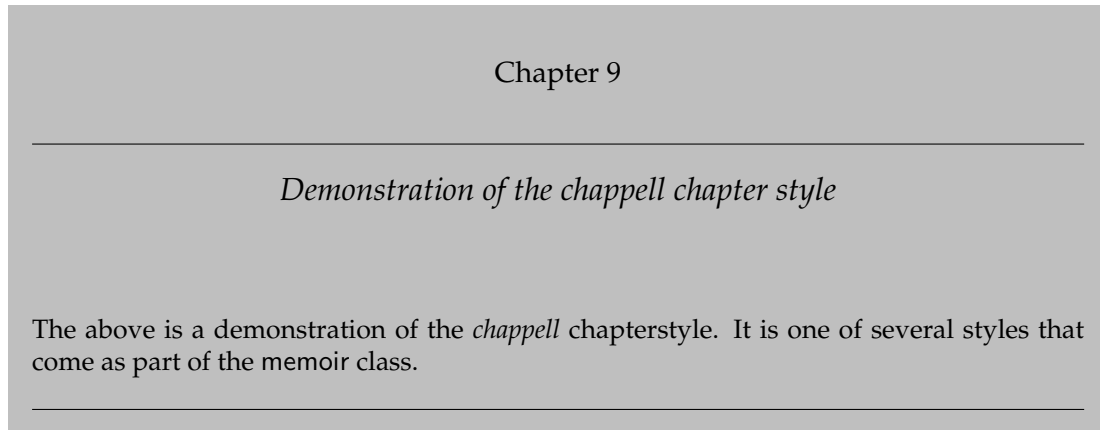 Chapter 9
Demonstration of the chappell chapter style
The above is a demonstration of the chappell chapterstyle. It is one of several styles that
come as part of the memoir class.